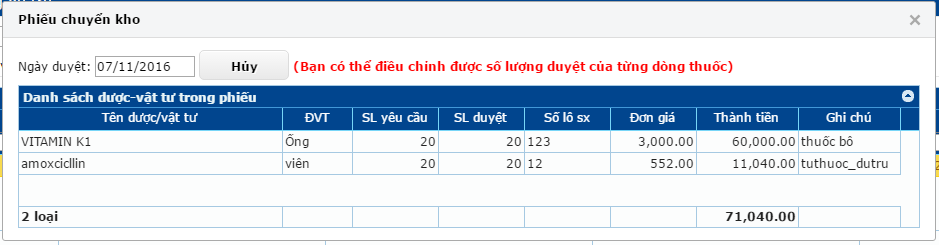 Phiếu chuyển kho ×
Ngày duyệt: 07/11/2016 Hủy (Bạn có thể điều chỉnh được số lượng duyệt của từng dòng thuốc)
Danh sách dược-vật tư trong phiếu
Tên dược/vật tư ĐVT SL yêu cầu SL duyệt Số lô sx Đơn giá Thành tiền Ghi chú
VITAMIN K1 Ống 20 20 123 3,000.00 60,000.00 thuốc bô
amoxcicllin viên 20 20 12 552.00 11,040.00 tuthuoc_dutru
2 loại 71,040.00